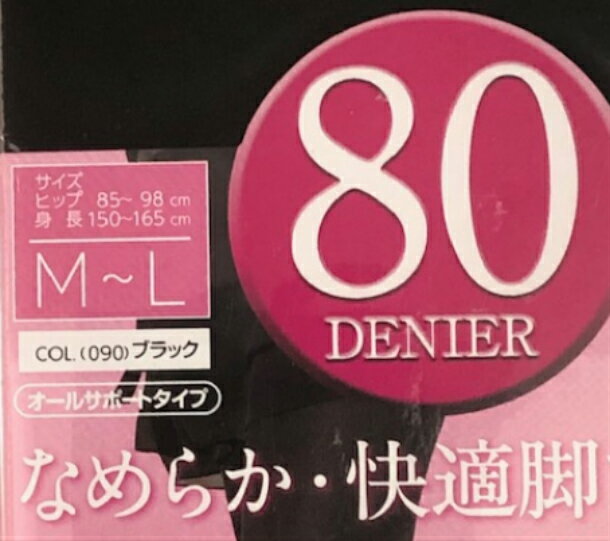 80
DENIER
サイズ
ヒップ 85～98 cm
身 長 150～165 cm
M～L
COL.(090)ブラック
オールサポートタイプ
なめらか・快適脚